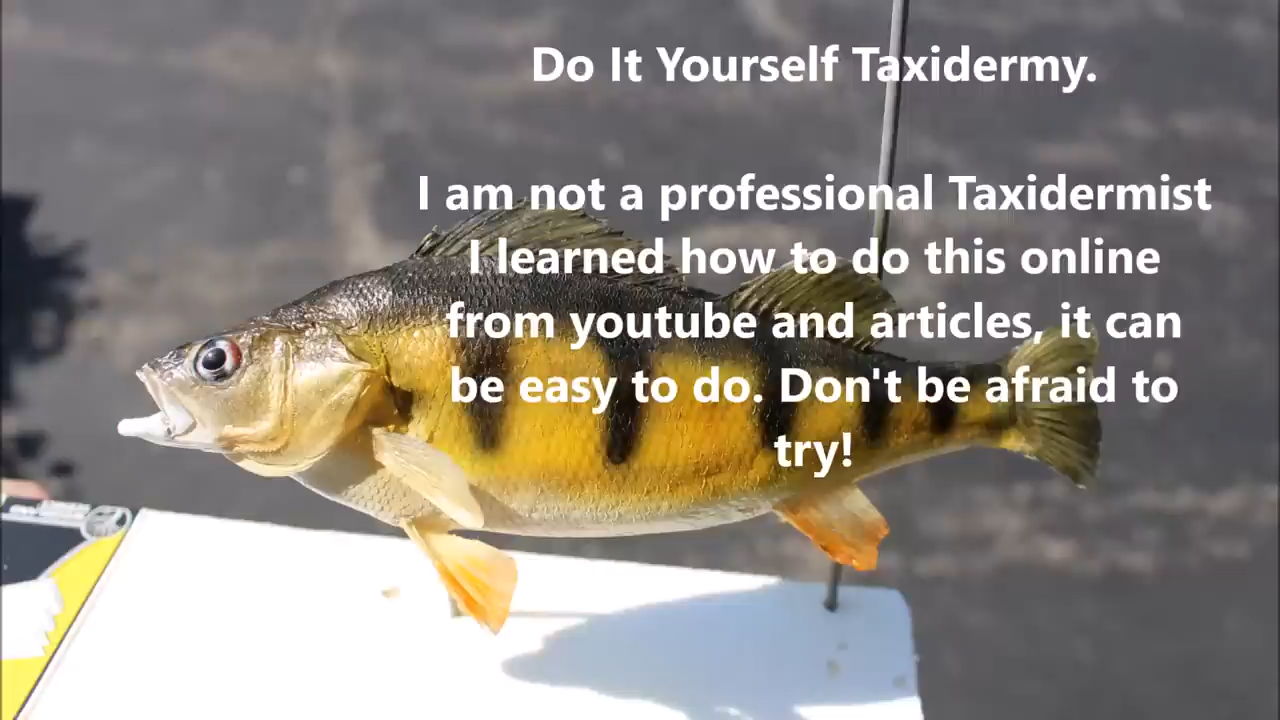 Do It Yourself Taxidermy.
I am not a professional Taxidermist
I learned how to do this online
from youtube and articles, it can
be easy to do. Don't be afraid to
try!